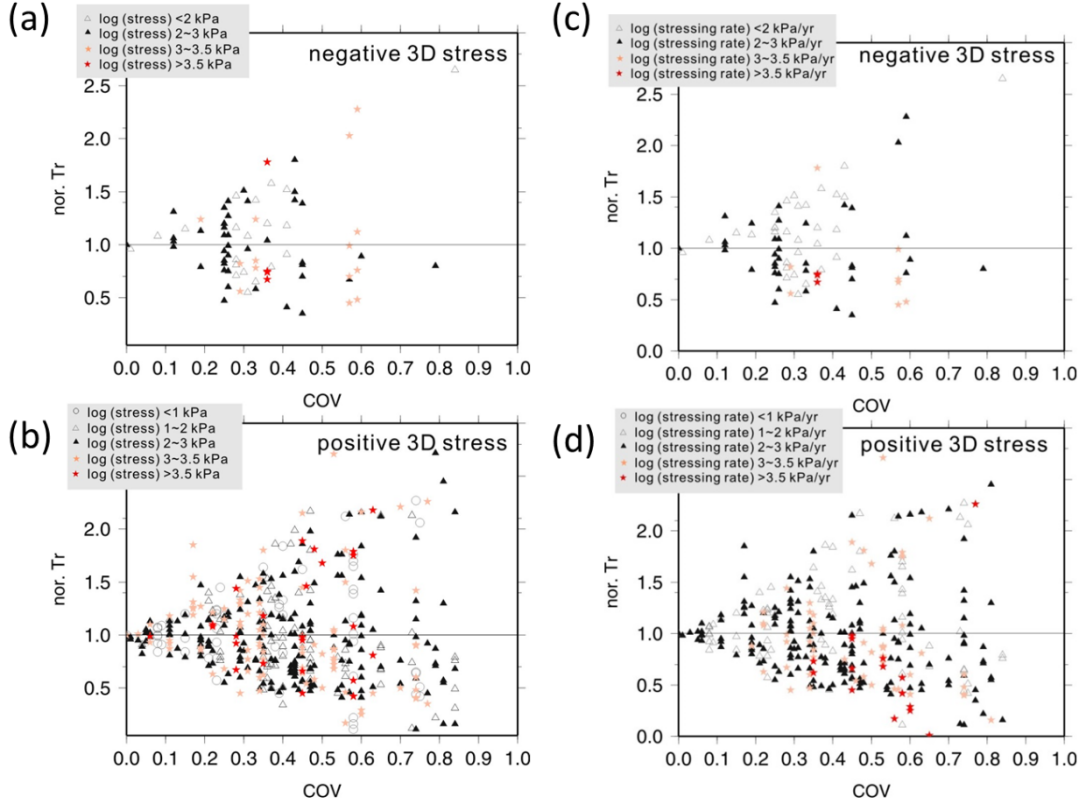 (a)
log (stress) <2 kPa
log (stress) 2~3 kPa
log (stress) 3~3.5 kPa
log (stress) >3.5 kPa
negative 3D stress
nor. Tr
2.5
2.0
1.5
1.0
0.5
0.0 0.1 0.2 0.3 0.4 0.5 0.6 0.7 0.8 0.9 1.0
COV
(c)
log (stressing rate) <2 kPa/yr
log (stressing rate) 2~3 kPa/yr
log (stressing rate) 3~3.5 kPa/yr
log (stressing rate) >3.5 kPa/yr
negative 3D stress
nor. Tr
2.5
2.0
1.5
1.0
0.5
0.0
0.0 0.1 0.2 0.3 0.4 0.5 0.6 0.7 0.8 0.9 1.0
COV
(b)
log (stress) <1 kPa
log (stress) 1~2 kPa
log (stress) 2~3 kPa
log (stress) 3~3.5 kPa
log (stress) >3.5 kPa
positive 3D stress
nor. Tr
2.0
1.5
1.0
0.5
0.0 0.1 0.2 0.3 0.4 0.5 0.6 0.7 0.8 0.9 1.0
COV
(d)
log (stressing rate) <1 kPa/yr
log (stressing rate) 1~2 kPa/yr
log (stressing rate) 2~3 kPa/yr
log (stressing rate) 3~3.5 kPa/yr
log (stressing rate) >3.5 kPa/yr
positive 3D stress
nor. Tr
2.0
1.5
1.0
0.5
0.0
0.0 0.1 0.2 0.3 0.4 0.5 0.6 0.7 0.8 0.9 1.0
COV